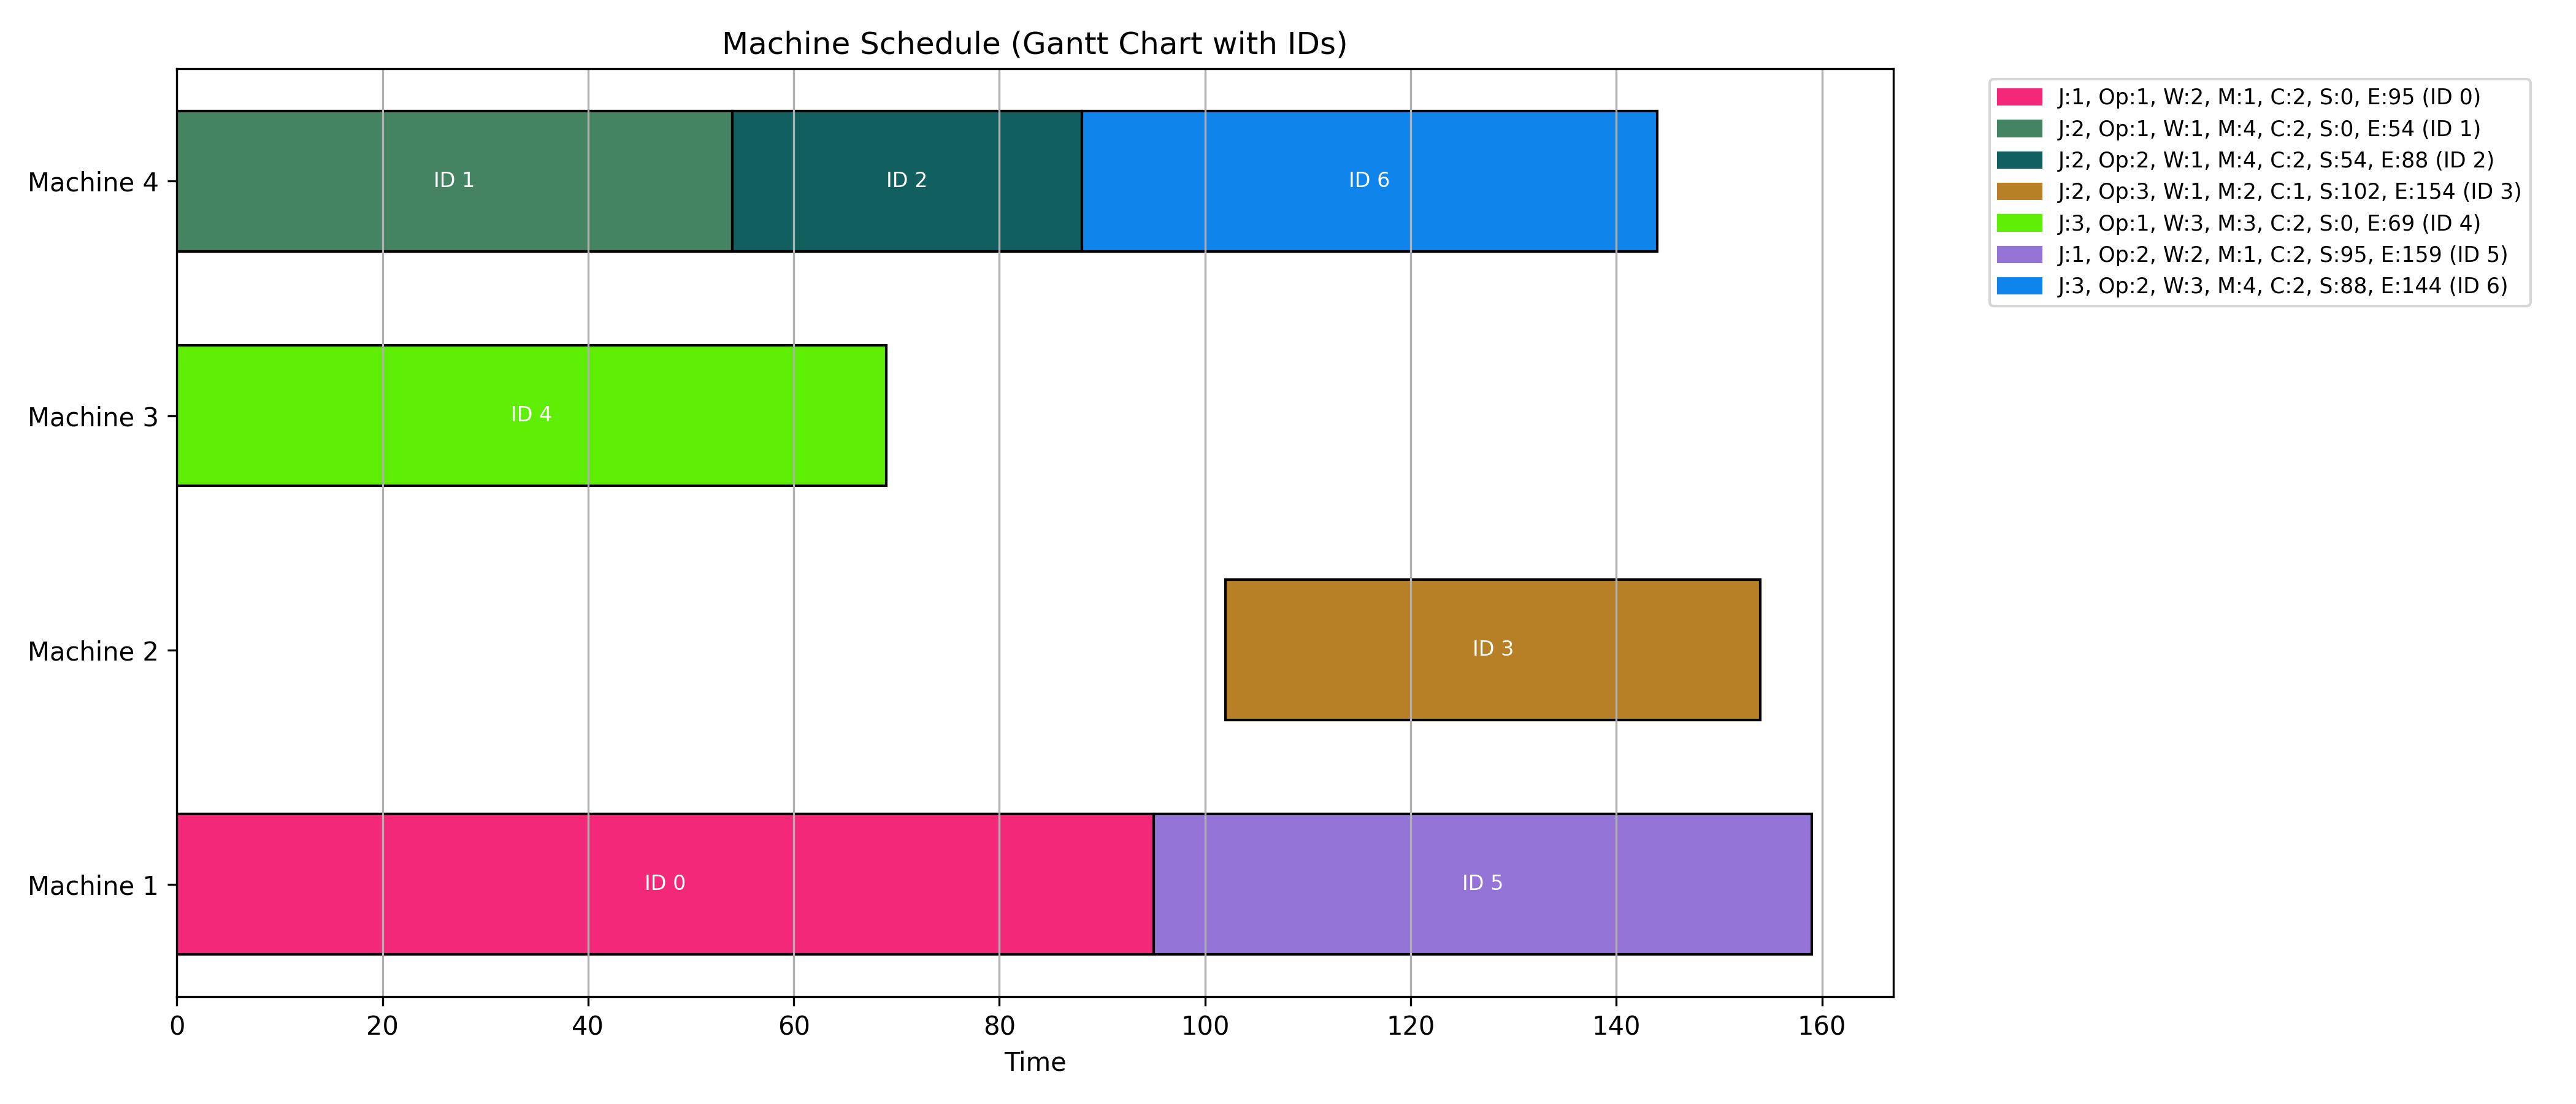 Machine Schedule (Gantt Chart with IDs)
Machine 4
ID 1
ID 2
ID 6
Machine 3
ID 4
Machine 2
ID 3
Machine 1
ID 0
ID 5
0 20 40 60 80 100 120 140 160
Time
J:1, Op:1, W:2, M:1, C:2, S:0, E:95 (ID 0)
J:2, Op:1, W:1, M:4, C:2, S:0, E:54 (ID 1)
J:2, Op:2, W:1, M:4, C:2, S:54, E:88 (ID 2)
J:2, Op:3, W:1, M:2, C:1, S:102, E:154 (ID 3)
J:3, Op:1, W:3, M:3, C:2, S:0, E:69 (ID 4)
J:1, Op:2, W:2, M:1, C:2, S:95, E:159 (ID 5)
J:3, Op:2, W:3, M:4, C:2, S:88, E:144 (ID 6)